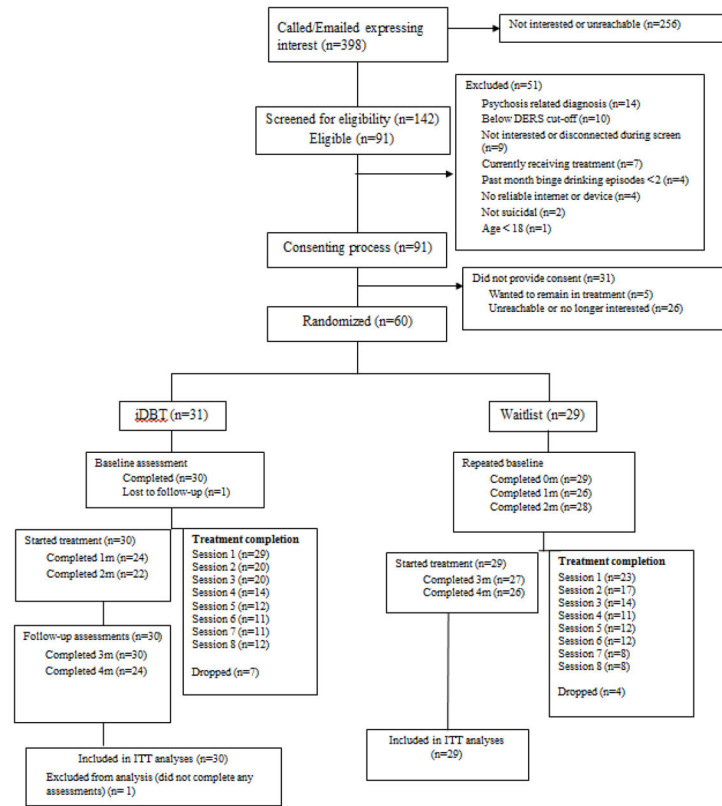 Called/Emailed expressing
interest (n=398)
Not interested or unreachable (n=256)
Screened for eligibility (n=142)
Eligible (n=91)
Excluded (n=51)
Psychosis related diagnosis (n=14)
Below DERS cut-off (n=10)
Not interested or disconnected during screen
(n=9)
Currently receiving treatment (n=7)
Past month binge drinking episodes <2 (n=4)
No reliable internet or device (n=4)
Not suicidal (n=2)
Age < 18 (n=1)
Consenting process (n=91)
Did not provide consent (n=31)
Wanted to remain in treatment (n=5)
Unreachable or no longer interested (n=26)
Randomized (n=60)
iDBT (n=31)
Baseline assessment
Completed (n=30)
Lost to follow-up (n=1)
Started treatment (n=30)
Completed 1m (n=24)
Completed 2m (n=22)
Treatment completion
Session 1 (n=29)
Session 2 (n=20)
Session 3 (n=20)
Session 4 (n=14)
Session 5 (n=12)
Session 6 (n=11)
Session 7 (n=11)
Session 8 (n=12)
Dropped (n=7)
Follow-up assessments (n=30)
Completed 3m (n=30)
Completed 4m (n=24)
Included in ITT analyses (n=30)
Excluded from analysis (did not complete any
assessments) (n= 1)
Waitlist (n=29)
Repeated baseline
Completed 0m (n=29)
Completed 1m (n=26)
Completed 2m (n=28)
Started treatment (n=29)
Completed 3m (n=27)
Completed 4m (n=26)
Treatment completion
Session 1 (n=23)
Session 2 (n=17)
Session 3 (n=14)
Session 4 (n=11)
Session 5 (n=12)
Session 6 (n=12)
Session 7 (n=8)
Session 8 (n=8)
Dropped (n=4)
Included in ITT analyses
(n=29)